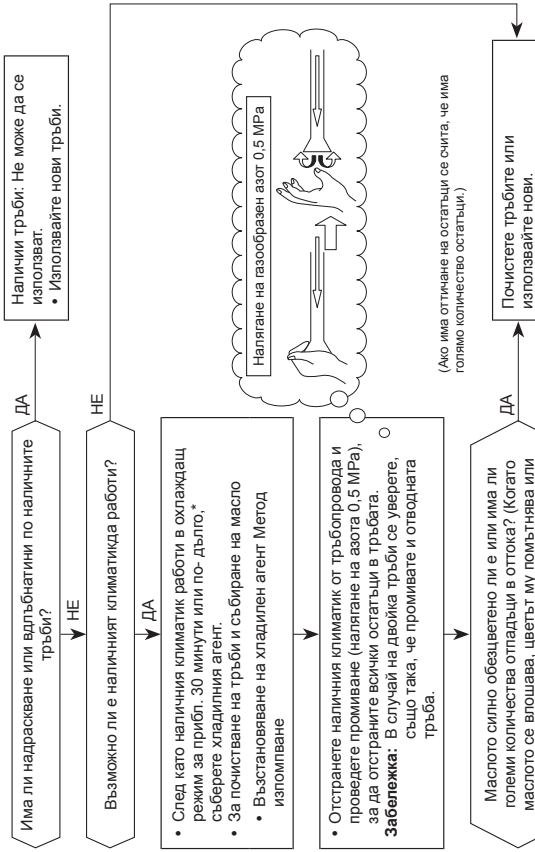 Има ли надраскване или вдлъбнатини по наличните
тръби?
ДА
Налични тръби: Не може да се
използват.
• Използвайте нови тръби.
НЕ
Възможно ли е наличният климатикда работи?
НЕ
ДА
• След като наличния климатик работи в охлаждащ
режим за прибл. 30 минути или по- дълго,*
съберете хладилния агент.
• За почистване на тръби и събиране на масло
• Възстановяване на хладилен агент Метод
изпомпване
• Отстранете наличния климатик от тръбопровода и
проведете промиване (налягане на азота 0,5 MPa),
за да отстраните всички остатъци в тръбата.
Забележка: В случай на двойка тръби се уверете,
също така, че промивате и отводната
тръба.
Налягане на газообразен азот 0,5 MPa
(Ако има оттичане на остатъци се счита, че има
голямо количество остатъци.)
Маслото силно обезцветено ли е или има ли
големи количества отпадъци в оттока? (Когато
маслото се влошава, цветът му помътнява или
ДА
Почистете тръбите или
използвайте нови.